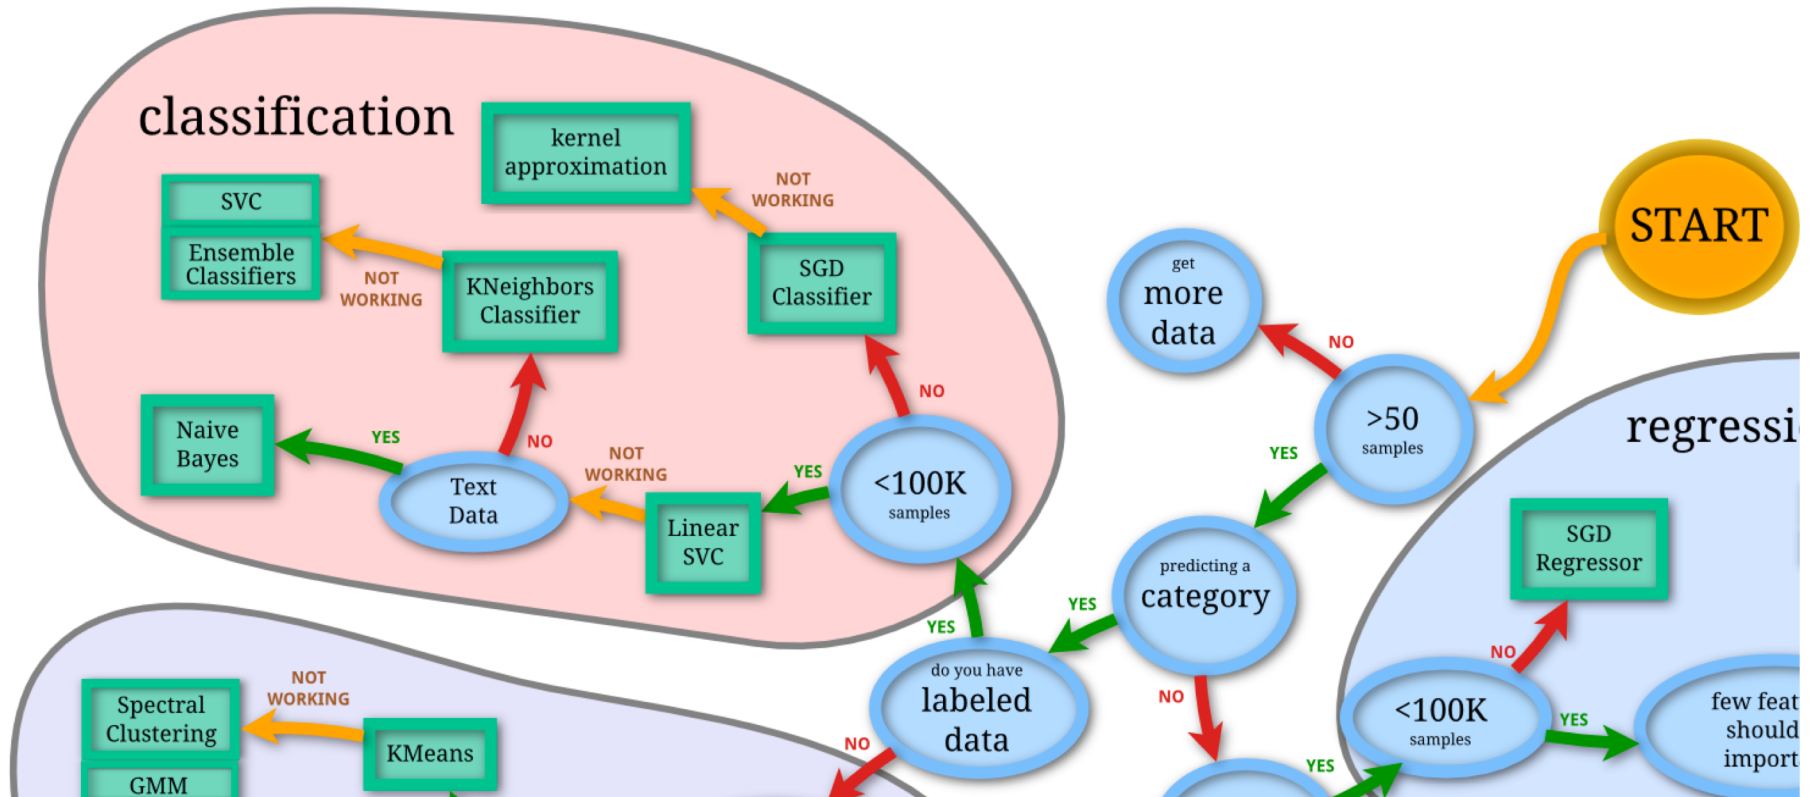 classification
kernel
approximation
NOT
WORKING
SVC
Ensemble
Classifiers
NOT
WORKING
KNeighbors
Classifier
SGD
Classifier
NO
Naive
Bayes
YES
NO
Text
Data
NOT
WORKING
Linear
SVC
YES
<100K
samples
START
get
more
data
NO
>50
samples
YES
predicting a
category
YES
NO
YES
do you have
labeled
data
NO
regressi
SGD
Regressor
NO
<100K
samples
YES
few feat
should
import
YES
Spectral
Clustering
GMM
NOT
WORKING
KMeans